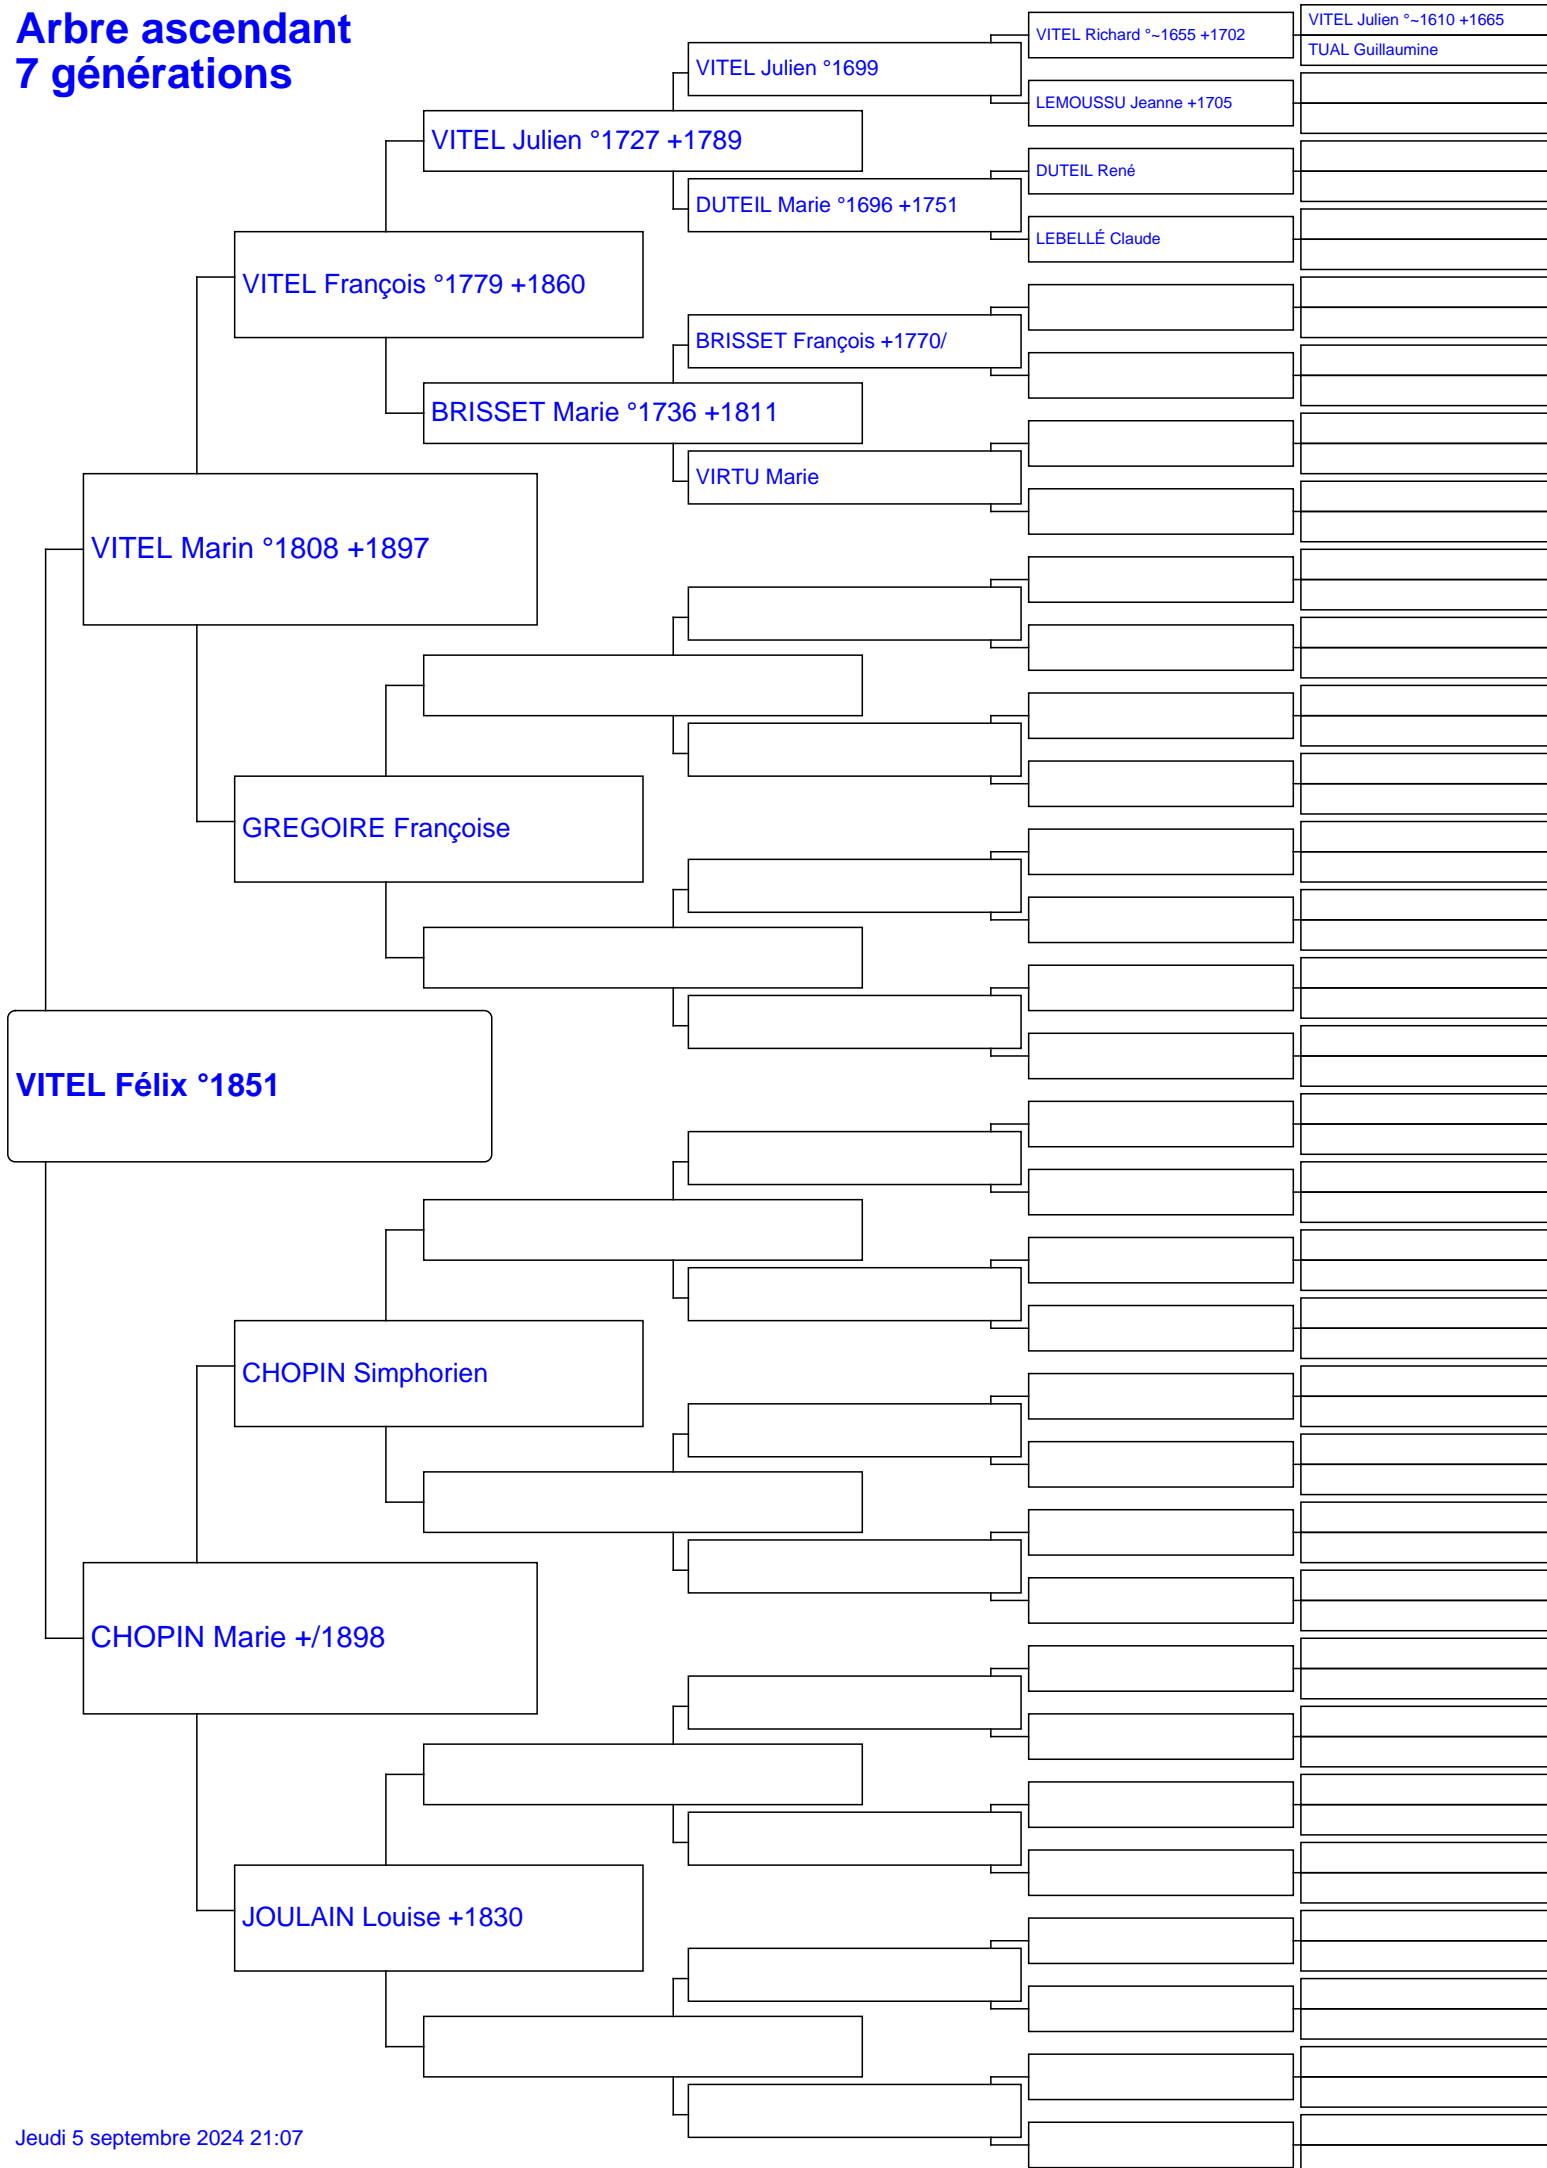 Arbre ascendant
7 générations
VITEL Julien °~1610 +1665
TUAL Guillaumine
VITEL Richard °~1655 +1702
VITEL Julien °1699
LEMOUSSU Jeanne +1705
VITEL Julien °1727 +1789
DUTEIL René
DUTEIL Marie °1696 +1751
LEBELLÉ Claude
VITEL François °1779 +1860
BRISSET François +1770/
BRISSET Marie °1736 +1811
VIRTU Marie
VITEL Marin °1808 +1897
GREGOIRE Françoise
VITEL Félix °1851
CHOPIN Simphorien
CHOPIN Marie +/1898
JOULAIN Louise +1830
Jeudi 5 septembre 2024 21:07